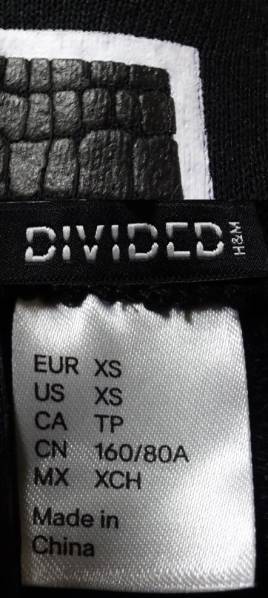 DIVIDED H&M
EUR XS
US XS
CA TP
CN 160/80A
MX XCH
Made in
China